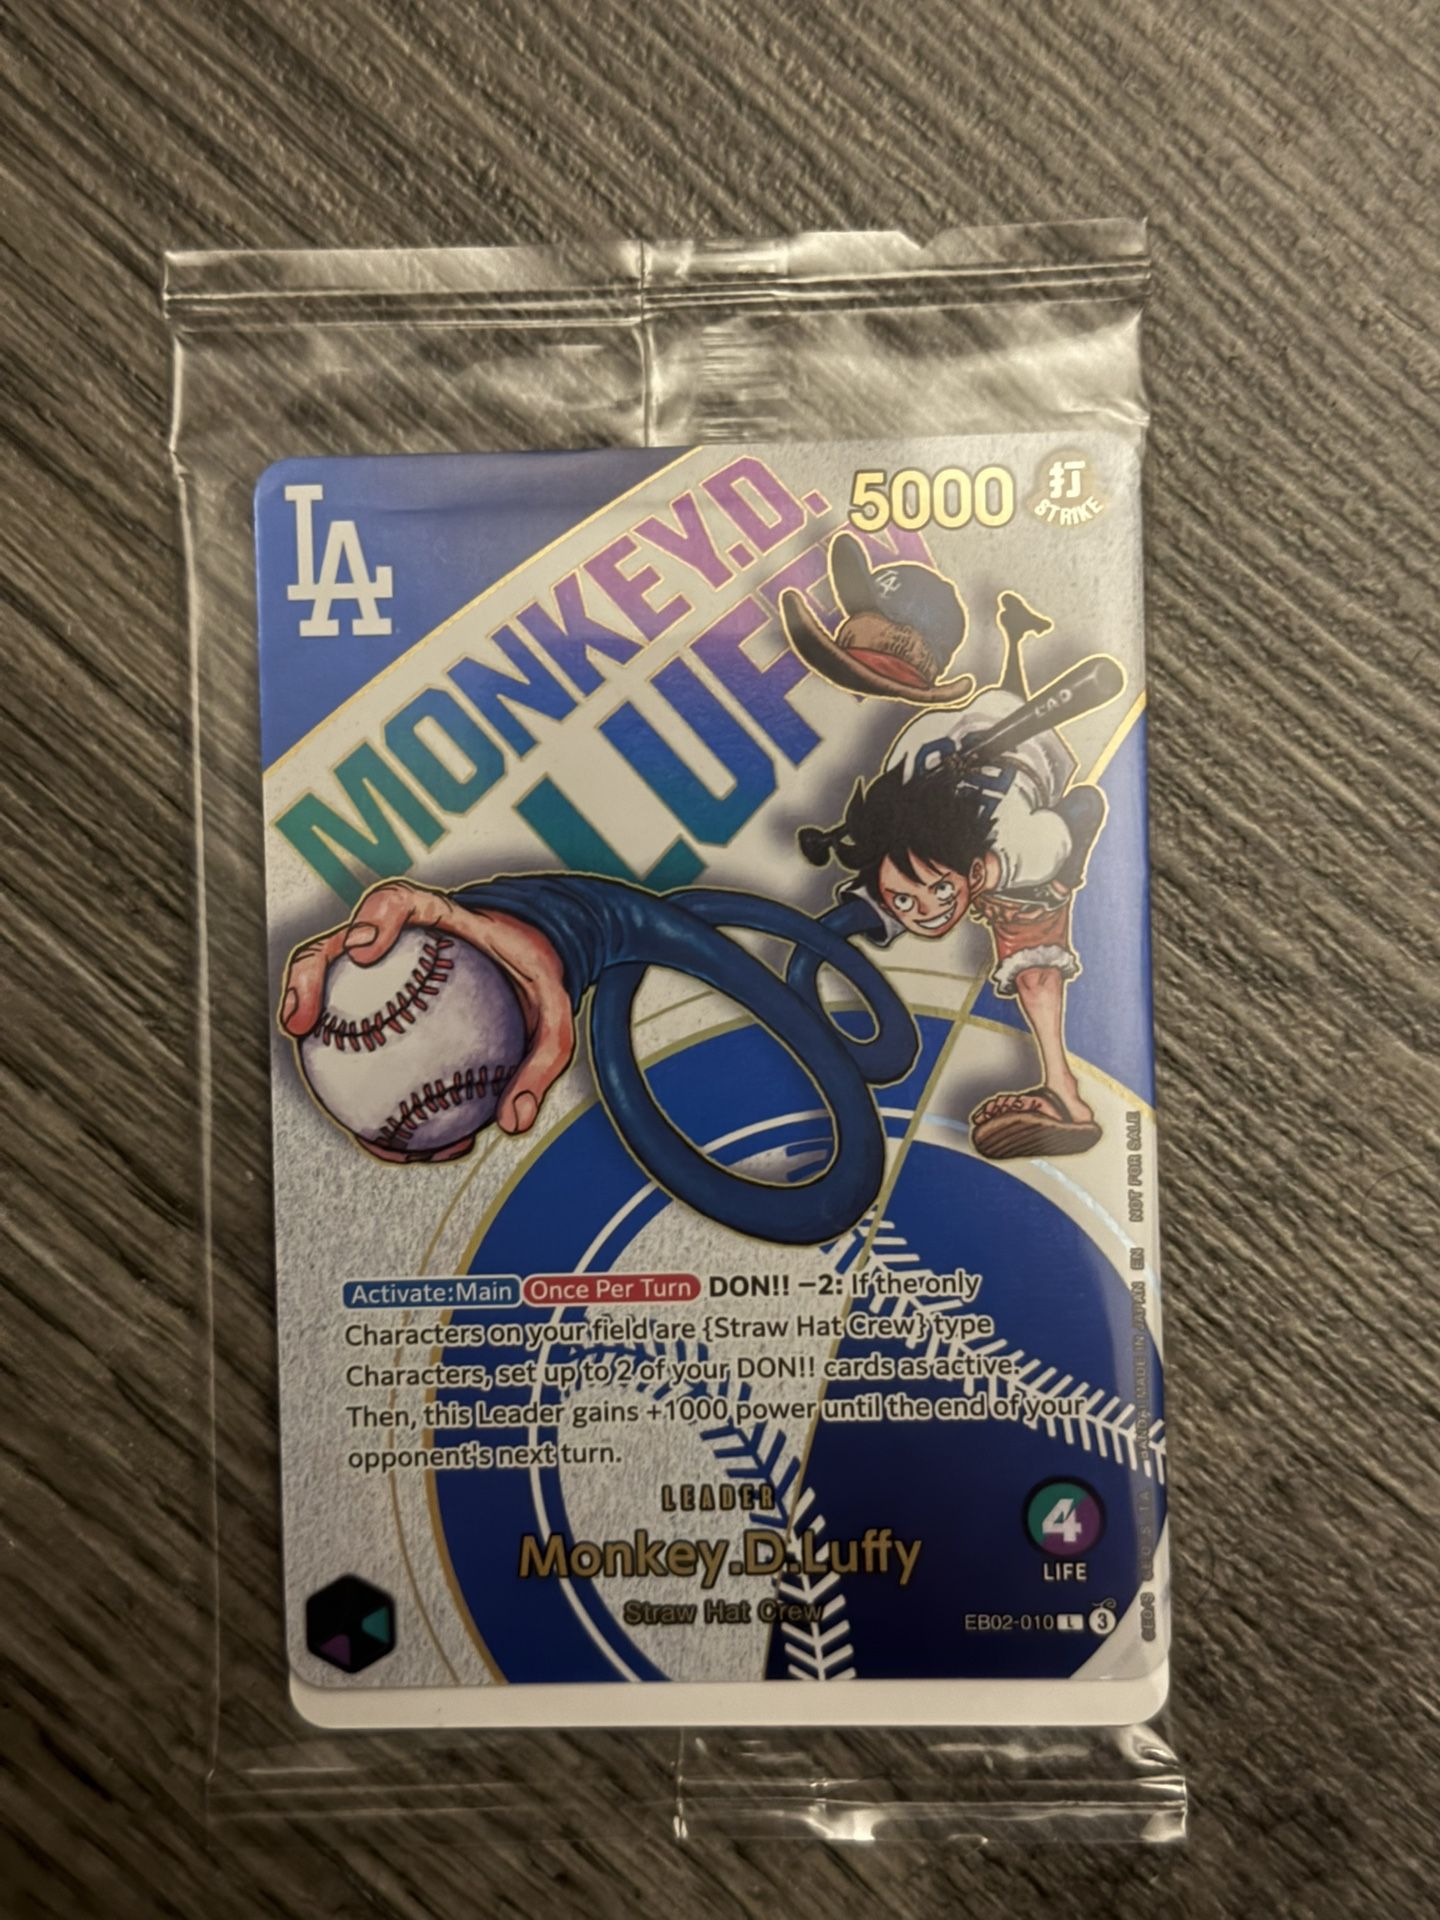 LA
MONKEY.D.
LUFFY
5000
打
STRIKE
LA
Activate:Main Once Per Turn DON!! −2: If the only
Characters on your field are {Straw Hat Crew} type
Characters, set up to 2 of your DON!! cards as active.
Then, this Leader gains +1000 power until the end of your
opponent's next turn.
LEADER
Monkey.D.Luffy
Straw Hat Crew
4
LIFE
EB02-010 L 3
BANDAI MADE IN JAPAN EN NOT FOR SALE